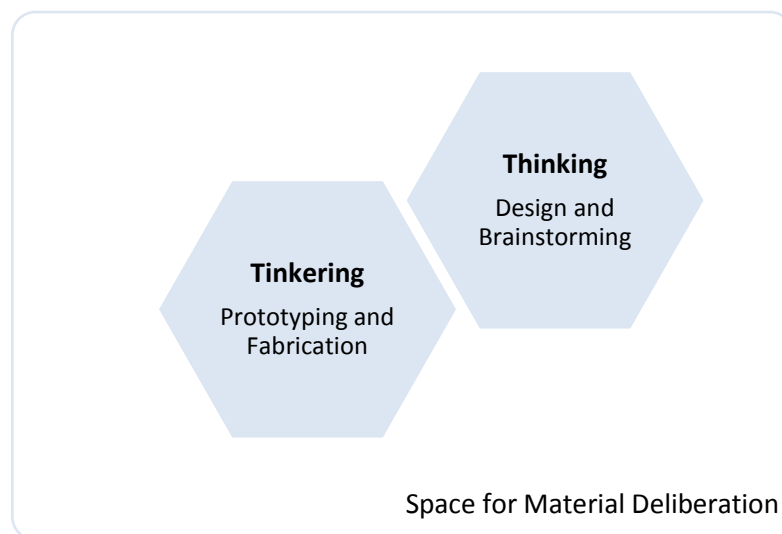 Thinking
Design and
Brainstorming
Tinkering
Prototyping and
Fabrication
Space for Material Deliberation